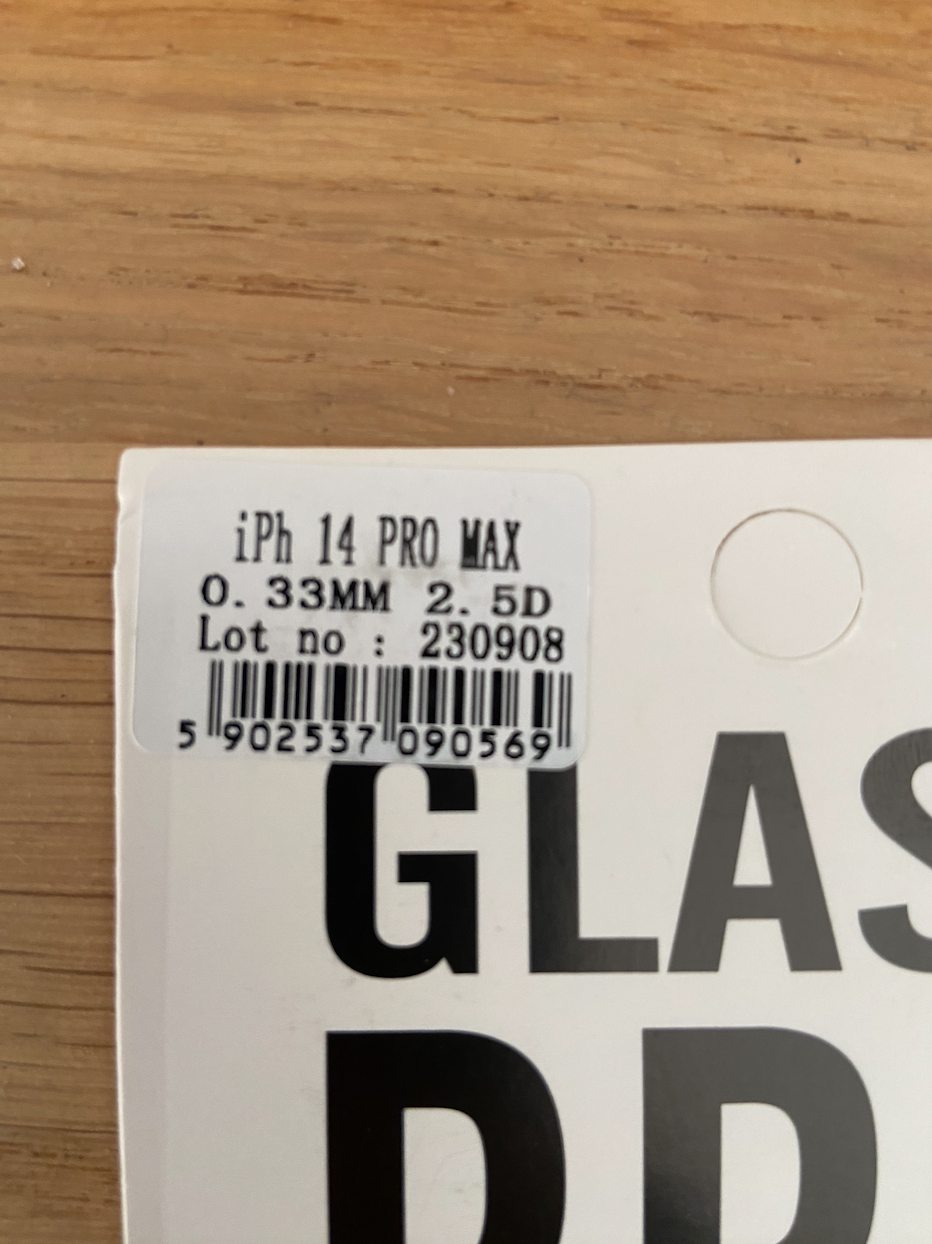 iPh 14 PRO MAX
0.33MM 2.5D
Lot no : 230908
5 902537 090569
GLAS